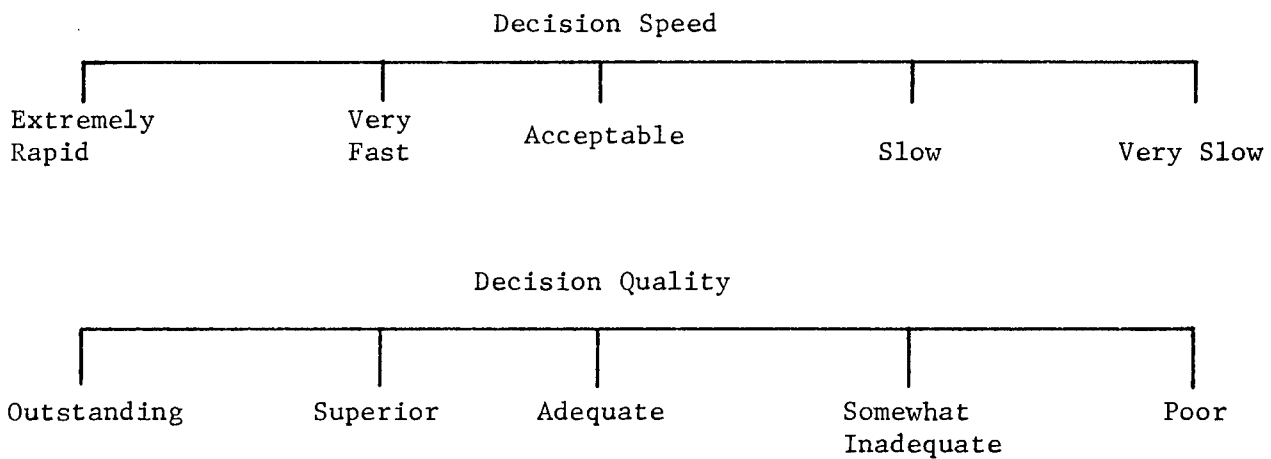 Decision Speed
Extremely Rapid
Very Fast
Acceptable
Slow
Very Slow
Decision Quality
Outstanding
Superior
Adequate
Somewhat Inadequate
Poor